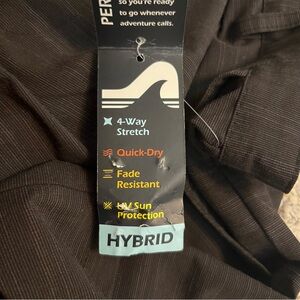 PER
so you're ready
to go whenever
adventure calls.
4-Way
Stretch
Quick-Dry
Fade
Resistant
UV Sun
Protection
HYBRID